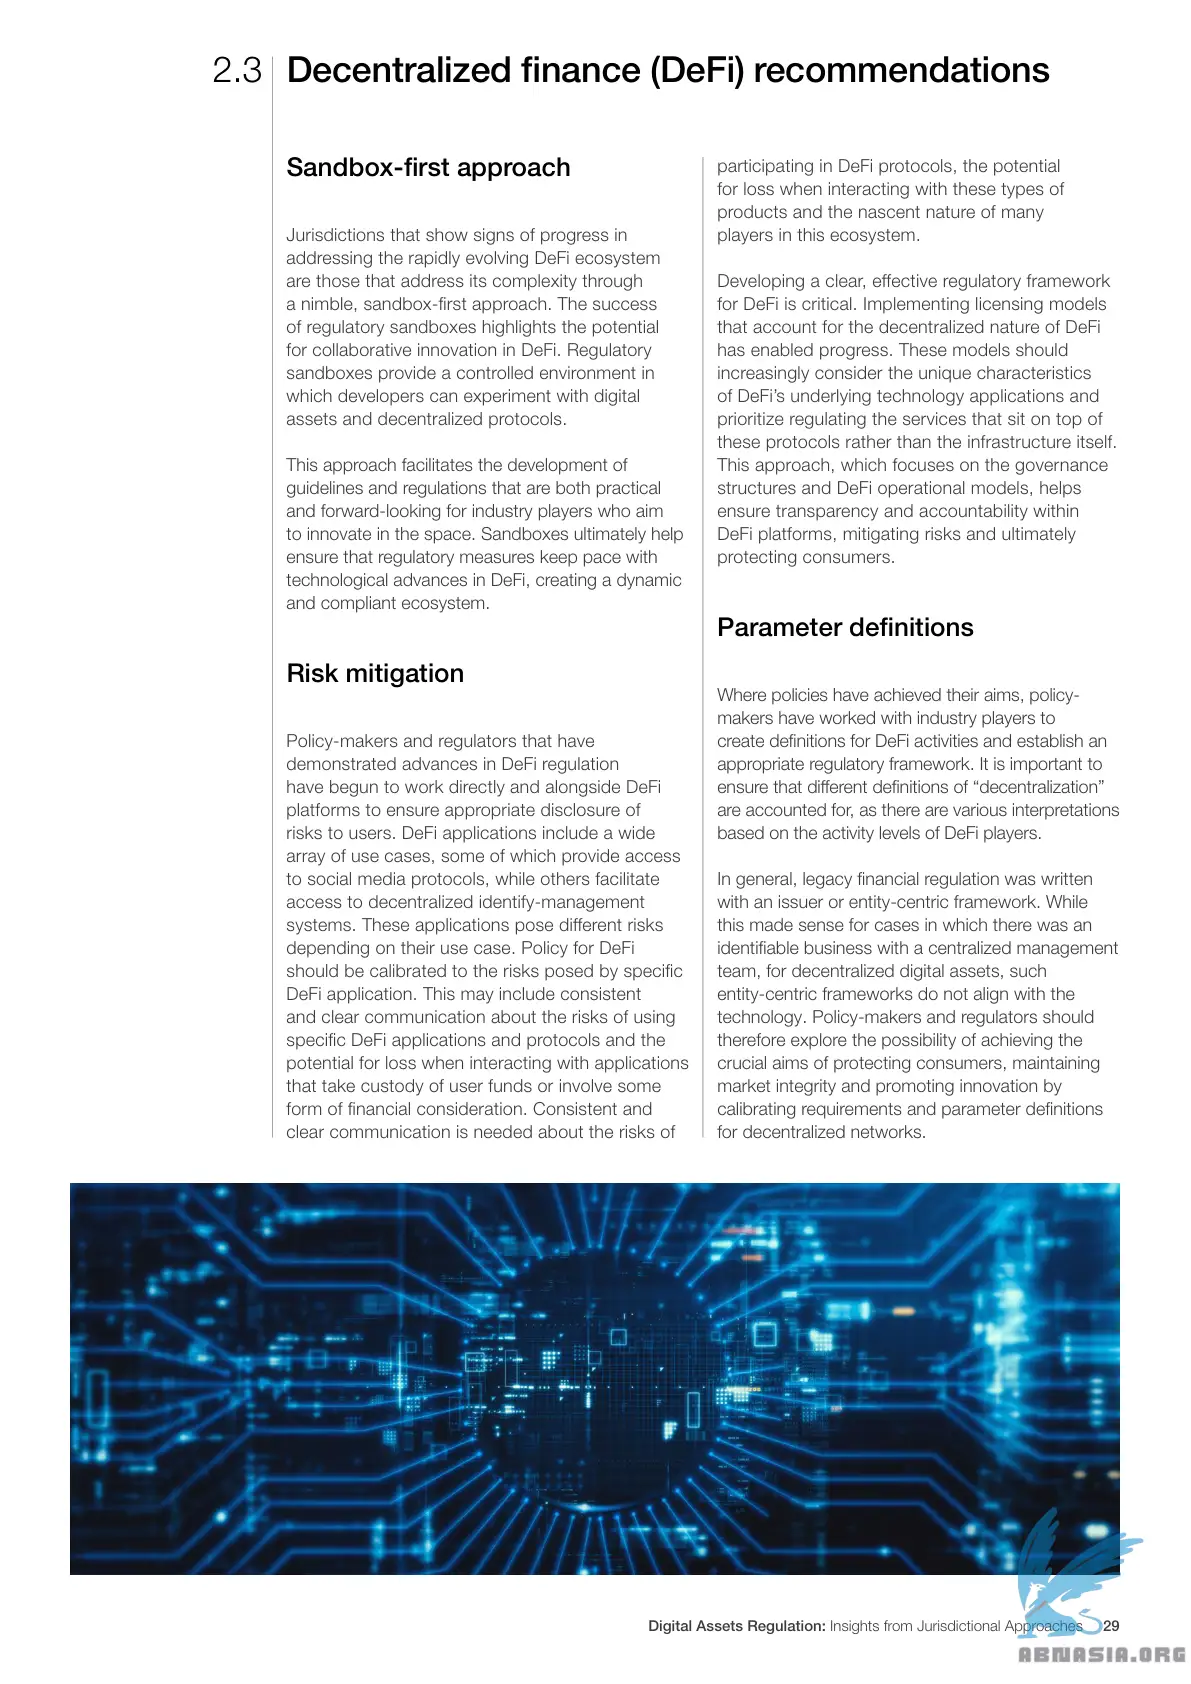 2.3 Decentralized finance (DeFi) recommendations
Sandbox-first approach
Jurisdictions that show signs of progress in
addressing the rapidly evolving DeFi ecosystem
are those that address its complexity through
a nimble, sandbox-first approach. The success
of regulatory sandboxes highlights the potential
for collaborative innovation in DeFi. Regulatory
sandboxes provide a controlled environment in
which developers can experiment with digital
assets and decentralized protocols.
This approach facilitates the development of
guidelines and regulations that are both practical
and forward-looking for industry players who aim
to innovate in the space. Sandboxes ultimately help
ensure that regulatory measures keep pace with
technological advances in DeFi, creating a dynamic
and compliant ecosystem.
Risk mitigation
Policy-makers and regulators that have
demonstrated advances in DeFi regulation
have begun to work directly and alongside DeFi
platforms to ensure appropriate disclosure of
risks to users. DeFi applications include a wide
array of use cases, some of which provide access
to social media protocols, while others facilitate
access to decentralized identify-management
systems. These applications pose different risks
depending on their use case. Policy for DeFi
should be calibrated to the risks posed by specific
DeFi application. This may include consistent
and clear communication about the risks of using
specific DeFi applications and protocols and the
potential for loss when interacting with applications
that take custody of user funds or involve some
form of financial consideration. Consistent and
clear communication is needed about the risks of
participating in DeFi protocols, the potential
for loss when interacting with these types of
products and the nascent nature of many
players in this ecosystem.
Developing a clear, effective regulatory framework
for DeFi is critical. Implementing licensing models
that account for the decentralized nature of DeFi
has enabled progress. These models should
increasingly consider the unique characteristics
of DeFi's underlying technology applications and
prioritize regulating the services that sit on top of
these protocols rather than the infrastructure itself.
This approach, which focuses on the governance
structures and DeFi operational models, helps
ensure transparency and accountability within
DeFi platforms, mitigating risks and ultimately
protecting consumers.
Parameter definitions
Where policies have achieved their aims, policy-
makers have worked with industry players to
create definitions for DeFi activities and establish an
appropriate regulatory framework. It is important to
ensure that different definitions of “decentralization”
are accounted for, as there are various interpretations
based on the activity levels of DeFi players.
In general, legacy financial regulation was written
with an issuer or entity-centric framework. While
this made sense for cases in which there was an
identifiable business with a centralized management
team, for decentralized digital assets, such
entity-centric frameworks do not align with the
technology. Policy-makers and regulators should
therefore explore the possibility of achieving the
crucial aims of protecting consumers, maintaining
market integrity and promoting innovation by
calibrating requirements and parameter definitions
for decentralized networks.
Digital Assets Regulation: Insights from Jurisdictional Approaches 29
ABNASIA.ORG